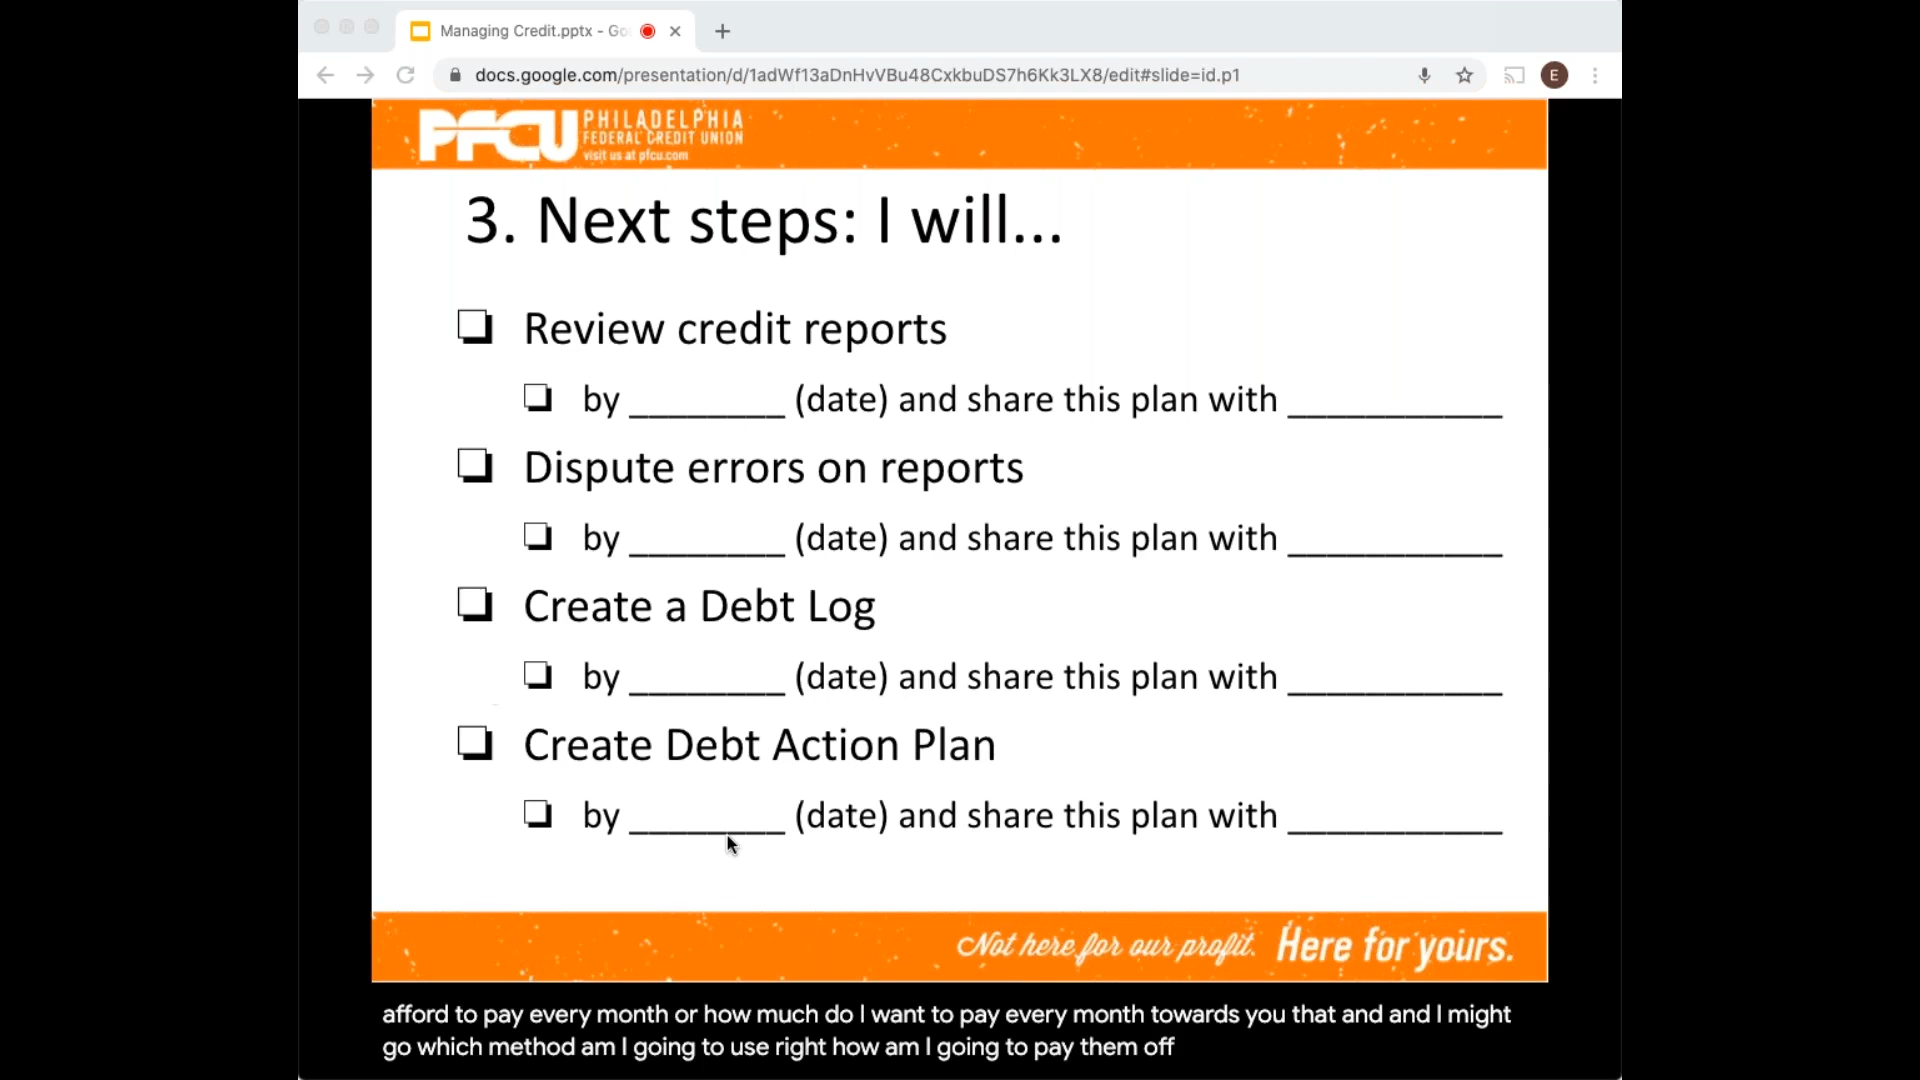 Managing Credit.pptx - Go
docs.google.com/presentation/d/1adWf13aDnHvVBu48CxkbuDS7h6Kk3LX8/edit#slide=id.p1
E
PFCU PHILADELPHIA
FEDERAL CREDIT UNION
visit us at pfcu.com
3. Next steps: I will...
Review credit reports
by ________ (date) and share this plan with ___________
Dispute errors on reports
by ________ (date) and share this plan with ___________
Create a Debt Log
by ________ (date) and share this plan with ___________
Create Debt Action Plan
by ________ (date) and share this plan with ___________
Not here for our profit. Here for yours.
afford to pay every month or how much do I want to pay every month towards you that and and I might
go which method am I going to use right how am I going to pay them off